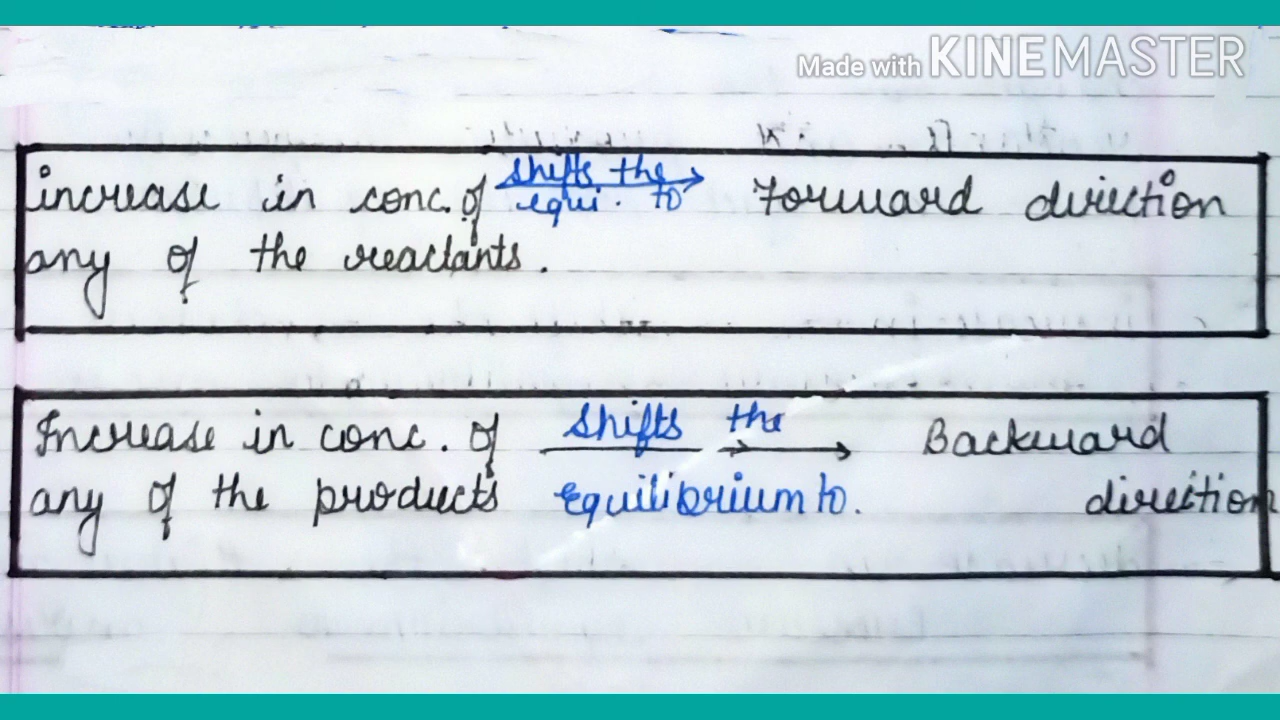 Made with KINEMASTER
increase in conc. of shifts the equi. to Forward direction
any of the reactants.
Increase in conc. of shifts the Backward
any of the products equilibrium to. direction